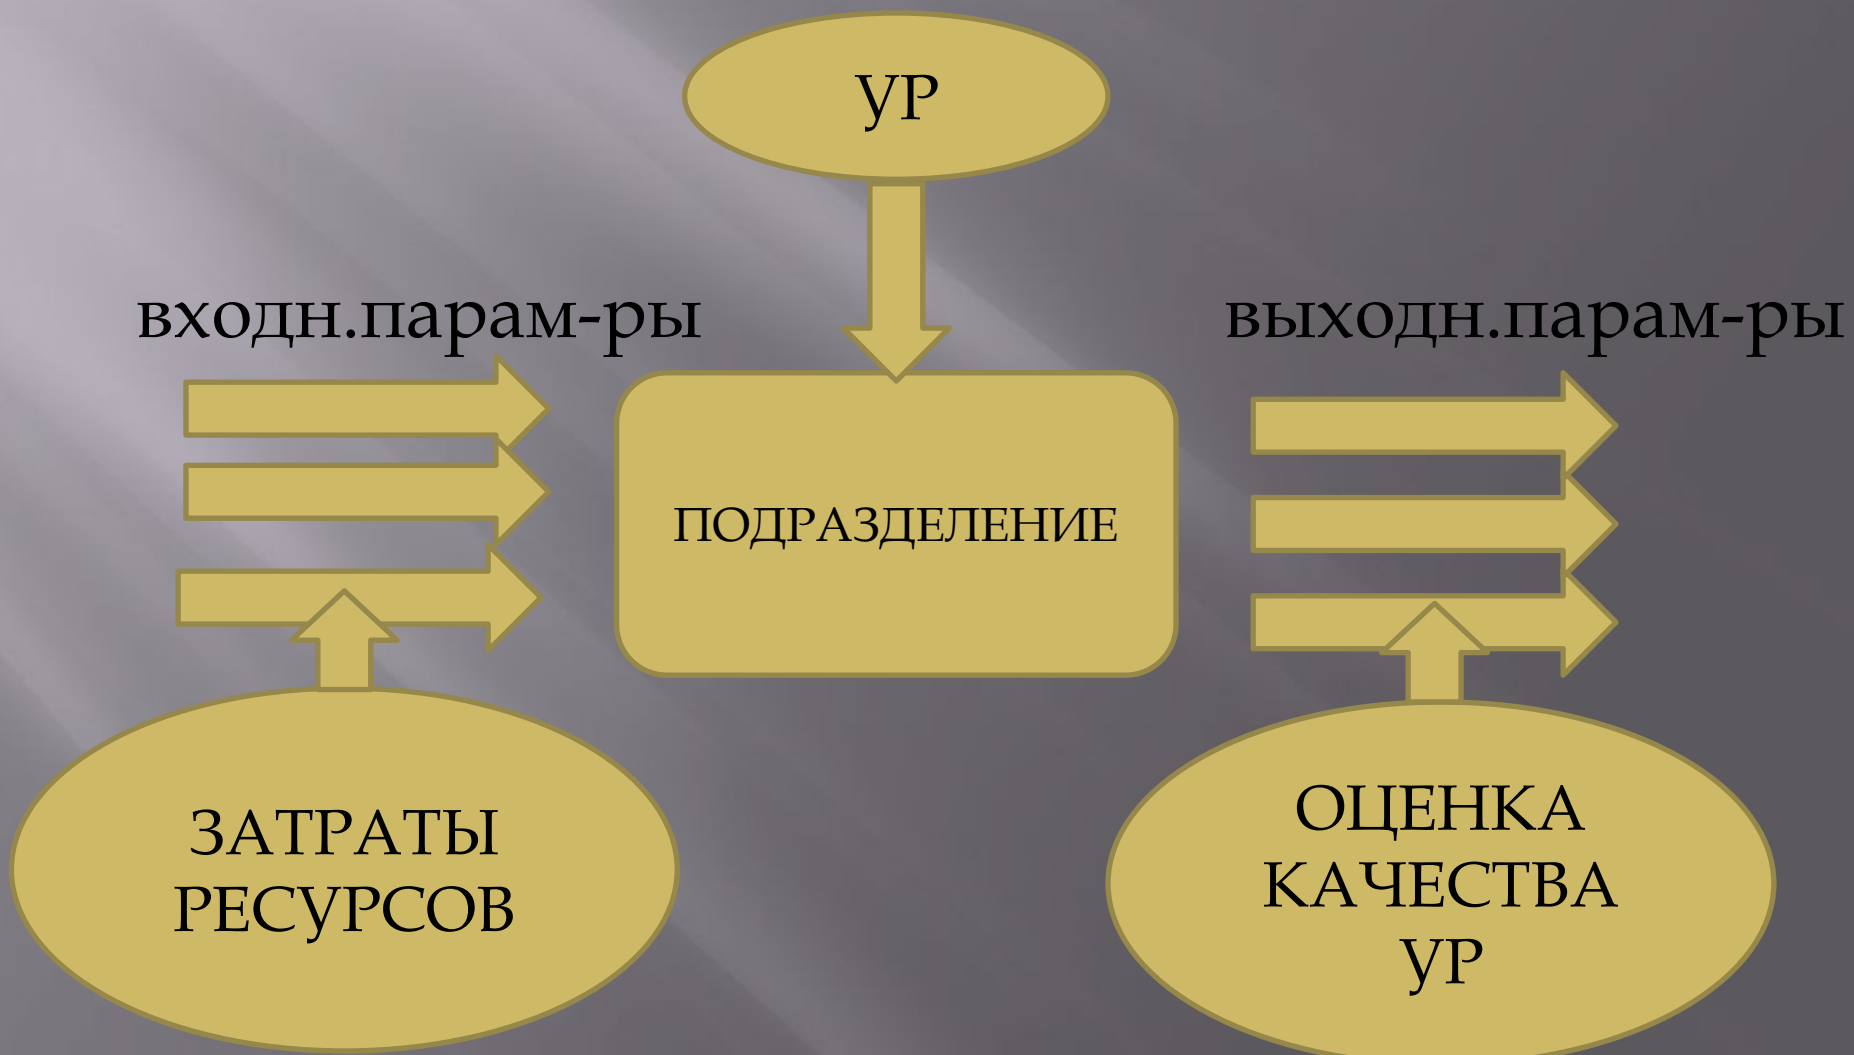 УР
входн.парам-ры
выходн.парам-ры
ПОДРАЗДЕЛЕНИЕ
ЗАТРАТЫ
РЕСУРСОВ
ОЦЕНКА
КАЧЕСТВА
УР